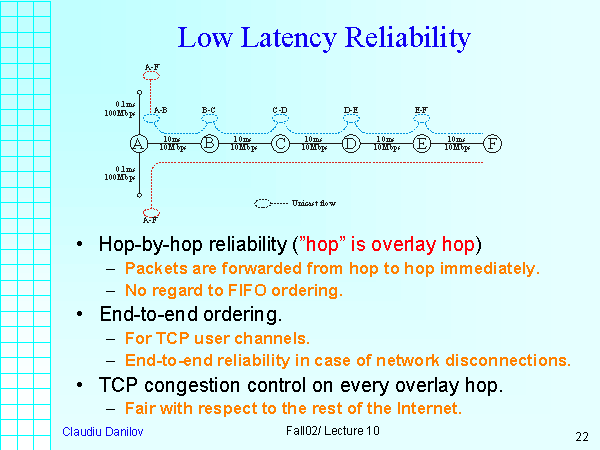 Low Latency Reliability
A-F
0.1ms
100Mbps
A-B B-C C-D D-E E-F
A B C D E F
10ms 10ms 10ms 10ms 10ms
10Mbps 10Mbps 10Mbps 10Mbps 10Mbps
0.1ms
100Mbps
A-F
Unicast flow
• Hop-by-hop reliability (”hop” is overlay hop)
– Packets are forwarded from hop to hop immediately.
– No regard to FIFO ordering.
• End-to-end ordering.
– For TCP user channels.
– End-to-end reliability in case of network disconnections.
• TCP congestion control on every overlay hop.
– Fair with respect to the rest of the Internet.
Claudiu Danilov
Fall02/ Lecture 10
22